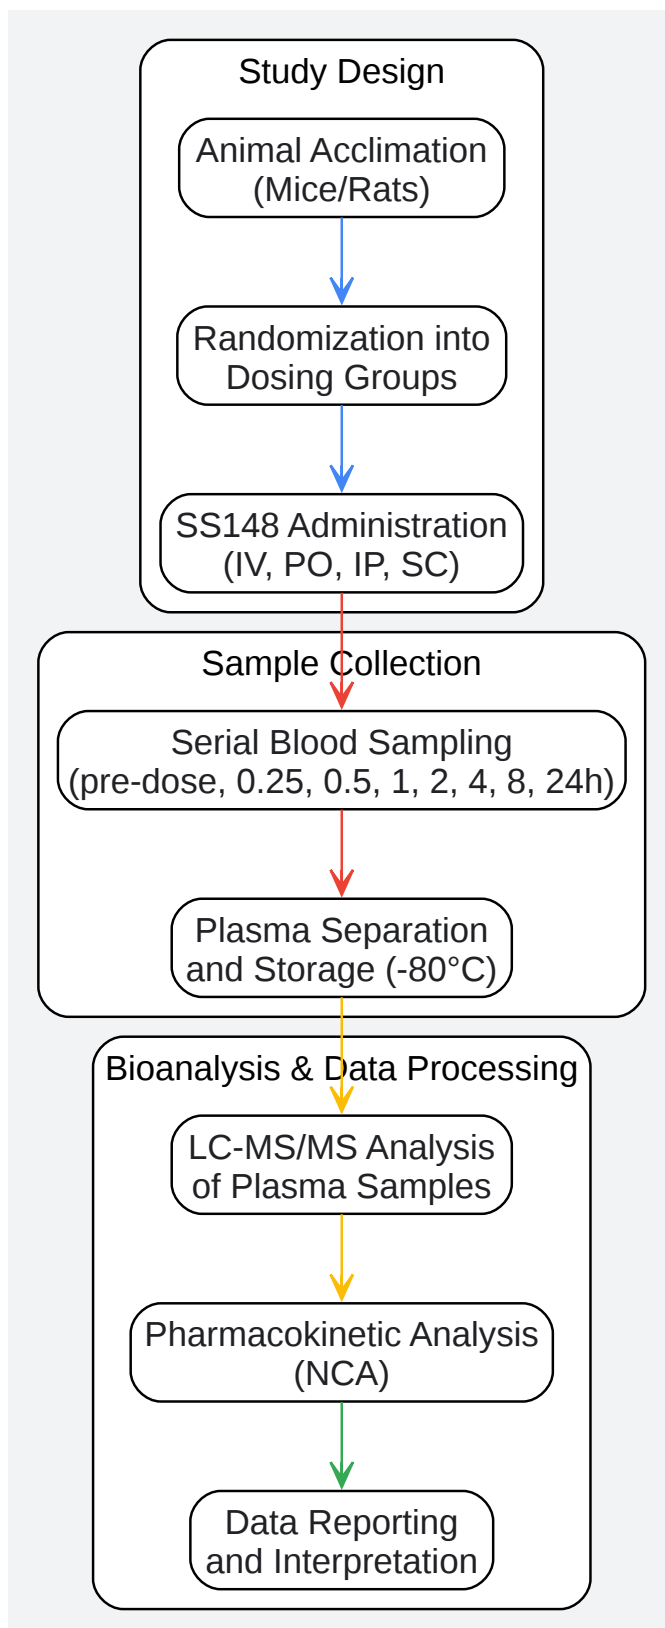 Study Design
Animal Acclimation
(Mice/Rats)
Randomization into
Dosing Groups
SS148 Administration
(IV, PO, IP, SC)
Sample Collection
Serial Blood Sampling
(pre-dose, 0.25, 0.5, 1, 2, 4, 8, 24h)
Plasma Separation
and Storage (-80°C)
Bioanalysis & Data Processing
LC-MS/MS Analysis
of Plasma Samples
Pharmacokinetic Analysis
(NCA)
Data Reporting
and Interpretation